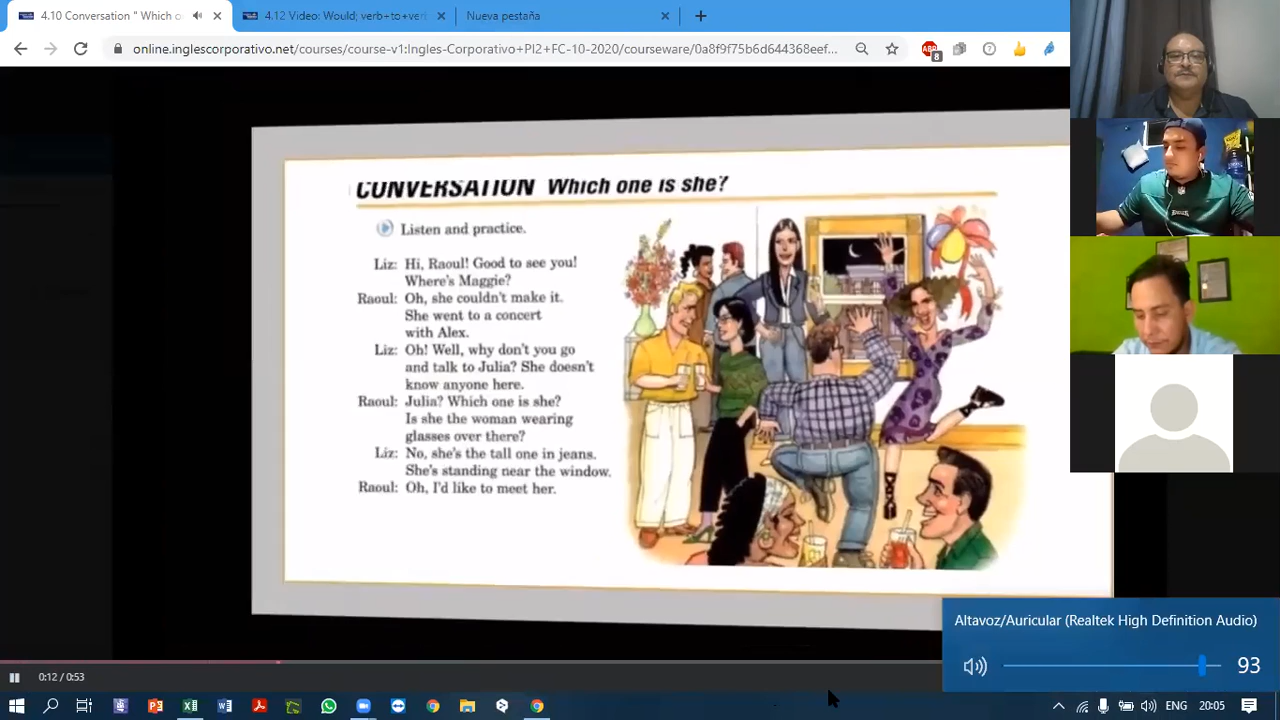 4.10 Conversation " Which o
4.12 Video: Would; verb+to+ver
Nueva pestaña
online.inglescorporativo.net/courses/course-v1:Ingles-Corporativo+PI2+FC-10-2020/courseware/0a8f9f75b6d644368eef...
ABP
8
CONVERSATION Which one is she?
Listen and practice.
Liz: Hi, Raoul! Good to see you!
Where's Maggie?
Raoul: Oh, she couldn't make it.
She went to a concert
with Alex.
Liz: Oh! Well, why don't you go
and talk to Julia? She doesn't
know anyone here.
Raoul: Julia? Which one is she?
Is she the woman wearing
glasses over there?
Liz: No, she's the tall one in jeans.
She's standing near the window.
Raoul: Oh, I'd like to meet her.
Altavoz/Auricular (Realtek High Definition Audio)
93
0:12 / 0:53
ENG
20:05